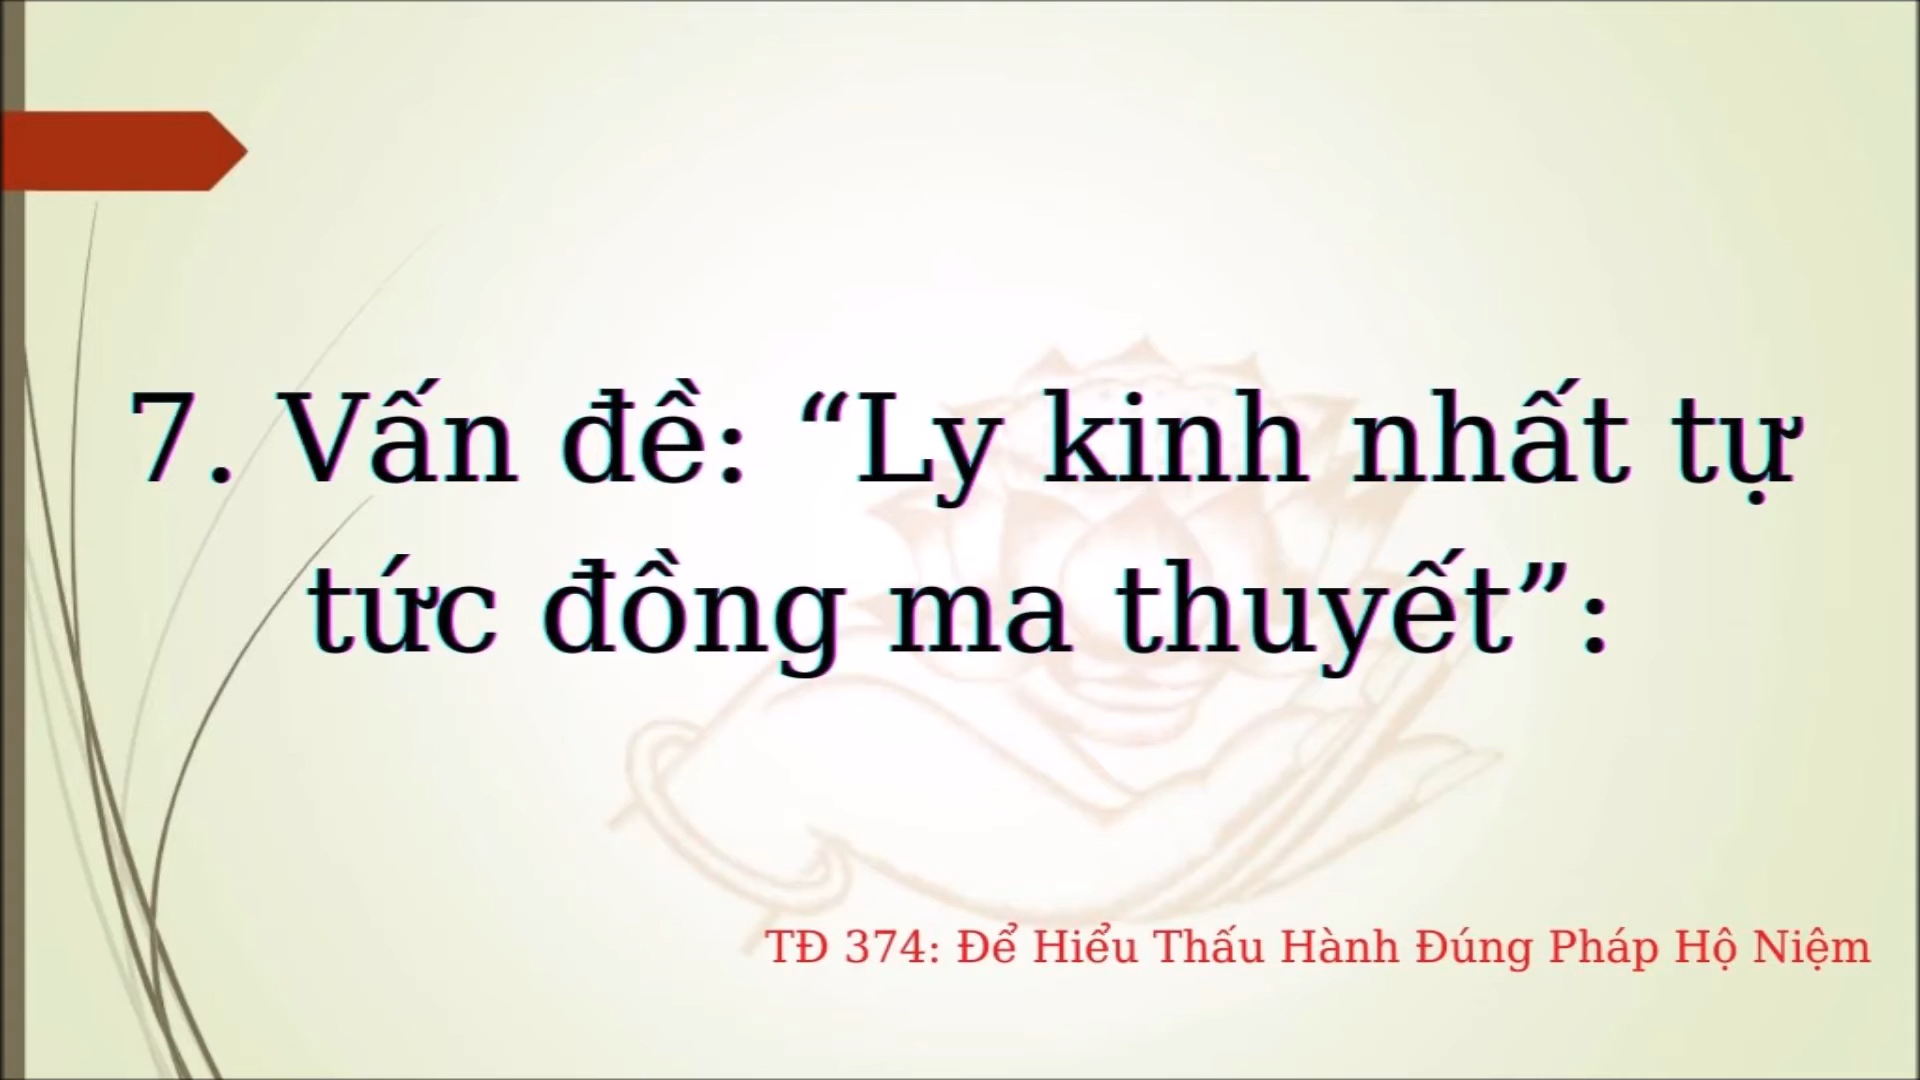 7. Vấn đề: “Ly kinh nhất tự
tức đồng ma thuyết”:
TĐ 374: Để Hiểu Thấu Hành Đúng Pháp Hộ Niệm